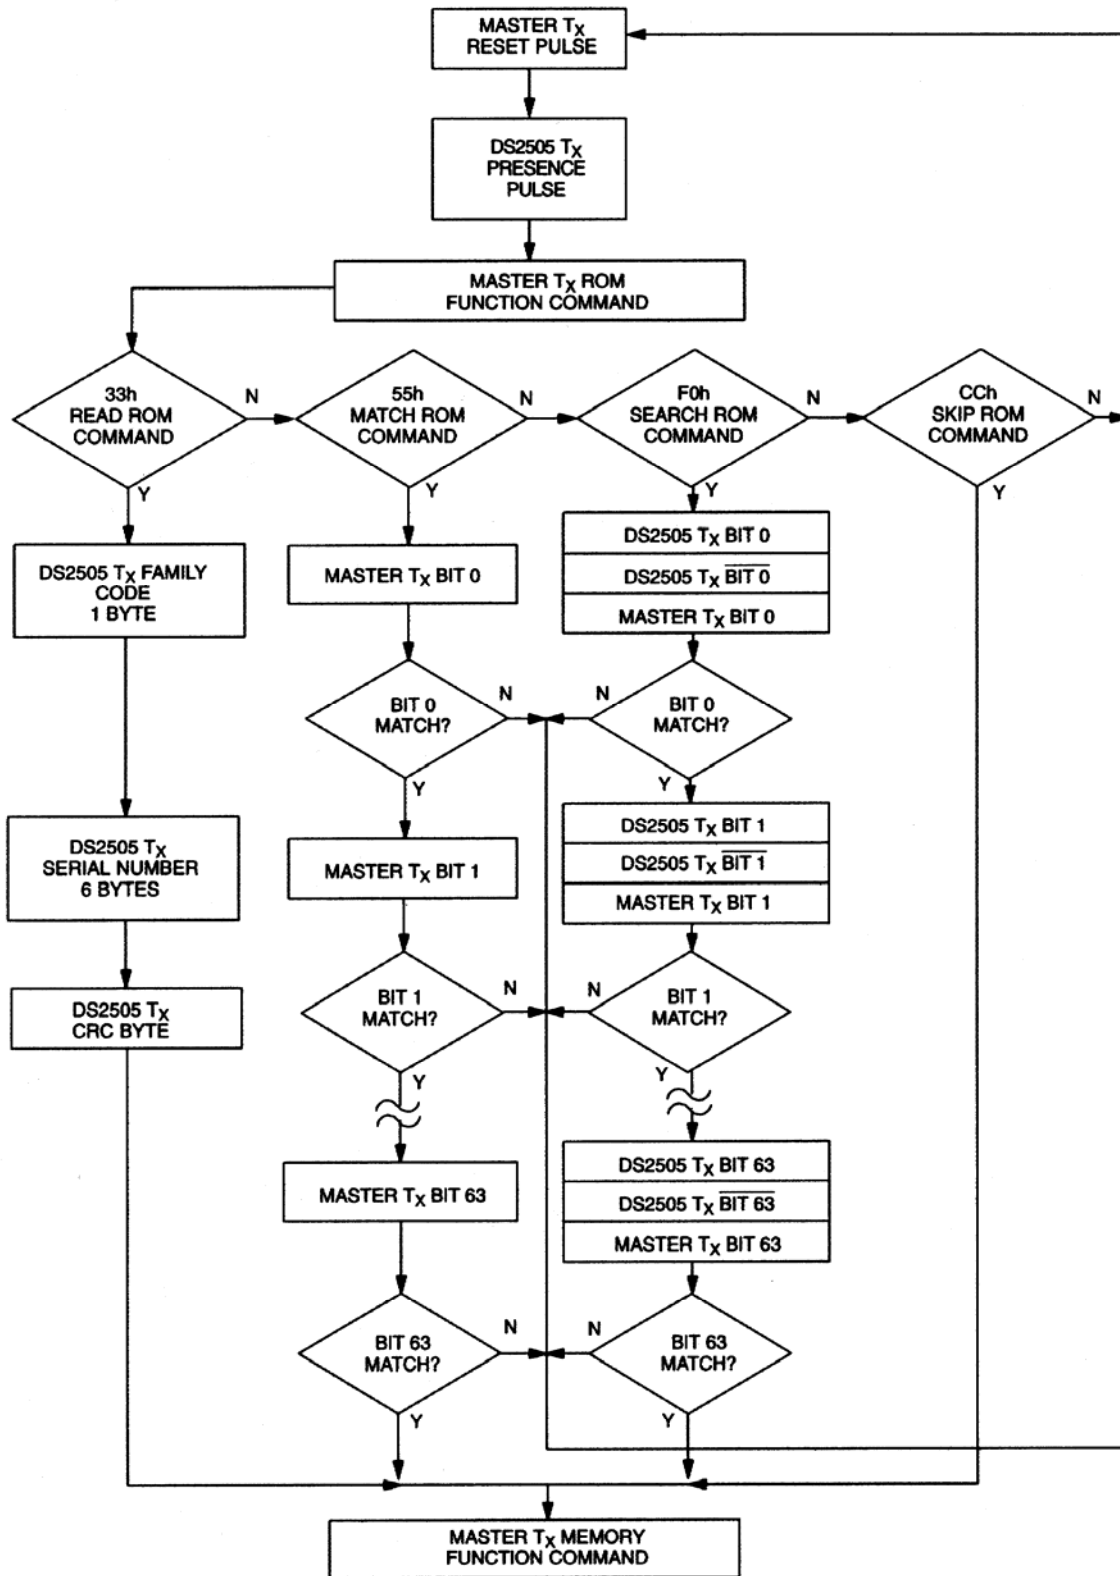 MASTER TX
RESET PULSE
DS2505 TX
PRESENCE
PULSE
MASTER TX ROM
FUNCTION COMMAND
33h
READ ROM
COMMAND
N
Y
55h
MATCH ROM
COMMAND
N
Y
F0h
SEARCH ROM
COMMAND
N
Y
CCh
SKIP ROM
COMMAND
N
Y
DS2505 TX FAMILY
CODE
1 BYTE
DS2505 TX
SERIAL NUMBER
6 BYTES
DS2505 TX
CRC BYTE
MASTER TX BIT 0
BIT 0
MATCH?
N
Y
MASTER TX BIT 1
BIT 1
MATCH?
N
Y
MASTER TX BIT 63
BIT 63
MATCH?
N
Y
DS2505 TX BIT 0
DS2505 TX BIT 0
MASTER TX BIT 0
N
BIT 0
MATCH?
Y
DS2505 TX BIT 1
DS2505 TX BIT 1
MASTER TX BIT 1
N
BIT 1
MATCH?
Y
DS2505 TX BIT 63
DS2505 TX BIT 63
MASTER TX BIT 63
N
BIT 63
MATCH?
Y
MASTER TX MEMORY
FUNCTION COMMAND